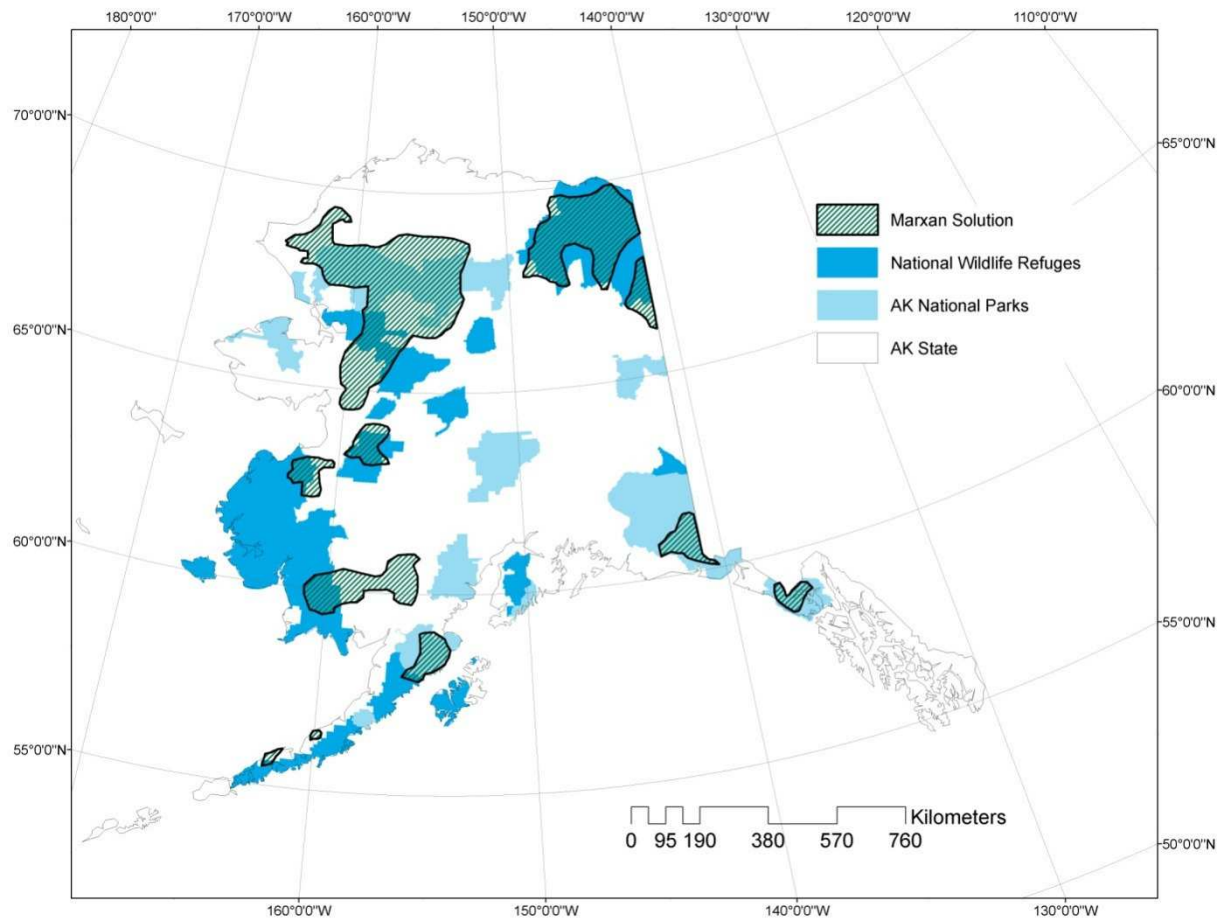 180°0'0"W 170°0'0"W 160°0'0"W 150°0'0"W 140°0'0"W 130°0'0"W 120°0'0"W 110°0'0"W
70°0'0"N
65°0'0"N
65°0'0"N
60°0'0"N
60°0'0"N
55°0'0"N
55°0'0"N
50°0'0"N
Marxan Solution
National Wildlife Refuges
AK National Parks
AK State
Kilometers
0 95 190 380 570 760
160°0'0"W 150°0'0"W 140°0'0"W 130°0'0"W